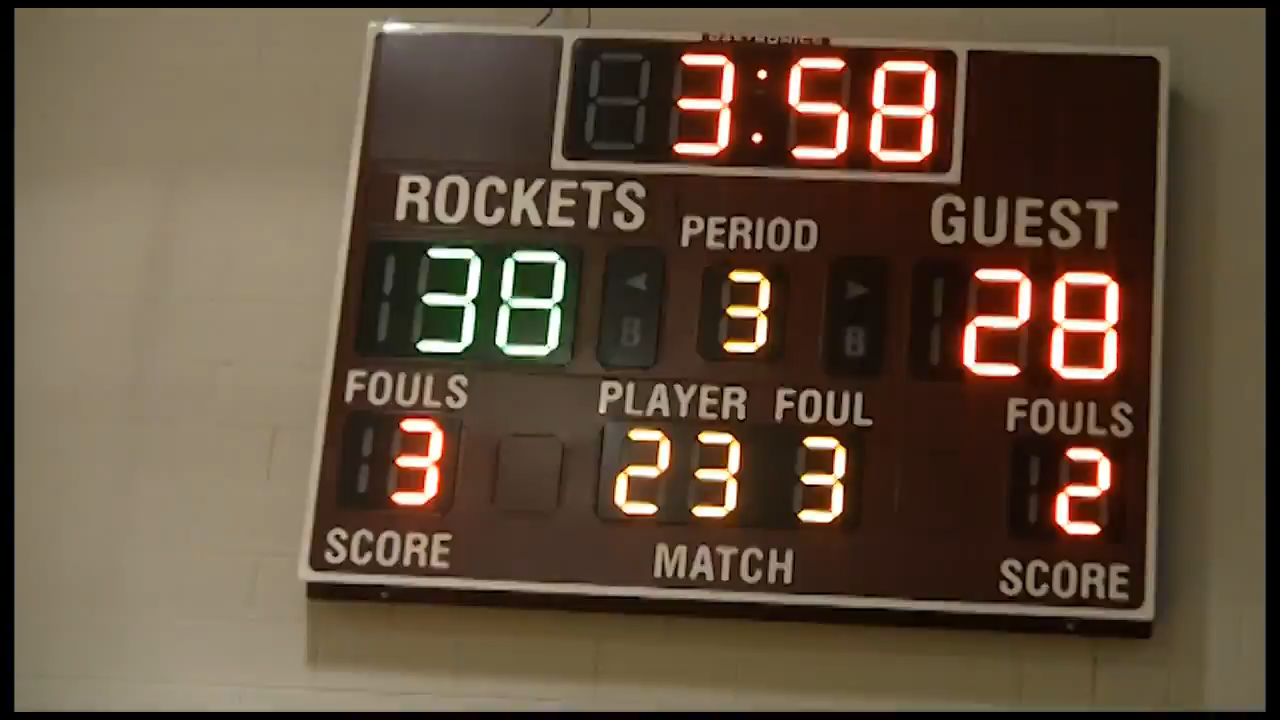 DAKTRONICS
3:58
ROCKETS PERIOD GUEST
38 B 3 B 28
FOULS PLAYER FOUL FOULS
3 23 3 2
SCORE MATCH SCORE